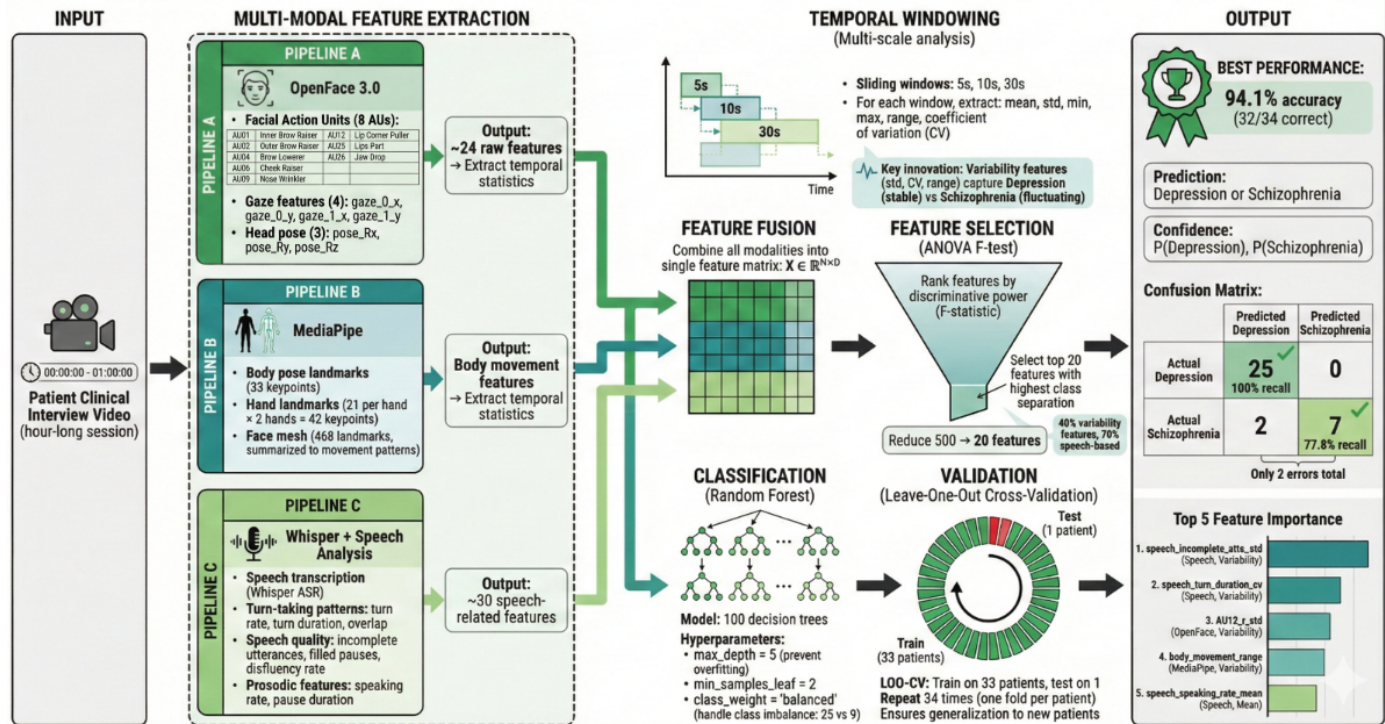 INPUT
00:00:00 - 01:00:00
Patient Clinical
Interview Video
(hour-long session)
MULTI-MODAL FEATURE EXTRACTION
PIPELINE A
PIPELINE A
OpenFace 3.0
• Facial Action Units (8 AUs):
AU01 Inner Brow Raiser AU12 Lip Corner Puller
AU02 Outer Brow Raiser AU25 Lips Part
AU04 Brow Lowerer AU26 Jaw Drop
AU06 Cheek Raiser
AU09 Nose Wrinkler
• Gaze features (4): gaze_0_x,
gaze_0_y, gaze_1_x, gaze_1_y
• Head pose (3): pose_Rx,
pose_Ry, pose_Rz
Output:
~24 raw features
→ Extract temporal
statistics
PIPELINE B
PIPELINE B
MediaPipe
• Body pose landmarks
(33 keypoints)
• Hand landmarks (21 per hand
× 2 hands = 42 keypoints)
• Face mesh (468 landmarks,
summarized to movement patterns)
Output:
Body movement
features
→ Extract temporal
statistics
PIPELINE C
PIPELINE C
Whisper + Speech
Analysis
• Speech transcription
(Whisper ASR)
• Turn-taking patterns: turn
rate, turn duration, overlap
• Speech quality: incomplete
utterances, filled pauses,
disfluency rate
• Prosodic features: speaking
rate, pause duration
Output:
~30 speech-
related features
TEMPORAL WINDOWING
(Multi-scale analysis)
5s
10s
30s
Time
• Sliding windows: 5s, 10s, 30s
• For each window, extract: mean, std, min,
max, range, coefficient
of variation (CV)
Key innovation: Variability features
(std, CV, range) capture Depression
(stable) vs Schizophrenia (fluctuating)
FEATURE FUSION
Combine all modalities into
single feature matrix: X ∈ ℝᴺˣᴰ
FEATURE SELECTION
(ANOVA F-test)
Rank features by
discriminative power
(F-statistic)
Select top 20
features with
highest class
separation
Reduce 500 → 20 features
40% variability
features, 70%
speech-based
CLASSIFICATION
(Random Forest)
Model: 100 decision trees
Hyperparameters:
• max_depth = 5 (prevent
overfitting)
• min_samples_leaf = 2
• class_weight = 'balanced'
(handle class imbalance: 25 vs 9)
VALIDATION
(Leave-One-Out Cross-Validation)
Test
(1 patient)
Train
(33 patients)
LOO-CV: Train on 33 patients, test on 1
Repeat 34 times (one fold per patient)
Ensures generalization to new patients
OUTPUT
BEST PERFORMANCE:
94.1% accuracy
(32/34 correct)
Prediction:
Depression or Schizophrenia
Confidence:
P(Depression), P(Schizophrenia)
Confusion Matrix:
Predicted Depression Predicted Schizophrenia
Actual Depression 25 100% recall 0
Actual Schizophrenia 2 7 77.8% recall
Only 2 errors total
Top 5 Feature Importance
1. speech_incomplete_atts_std
(Speech, Variability)
2. speech_turn_duration_cv
(Speech, Variability)
3. AU12_r_std
(OpenFace, Variability)
4. body_movement_range
(MediaPipe, Variability)
5. speech_speaking_rate_mean
(Speech, Mean)